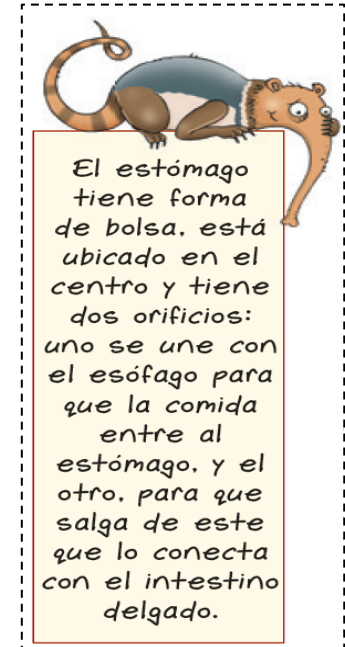 El estómago
tiene forma
de bolsa, está
ubicado en el
centro y tiene
dos orificios:
uno se une con
el esófago para
que la comida
entre al
estómago, y el
otro, para que
salga de este
que lo conecta
con el intestino
delgado.